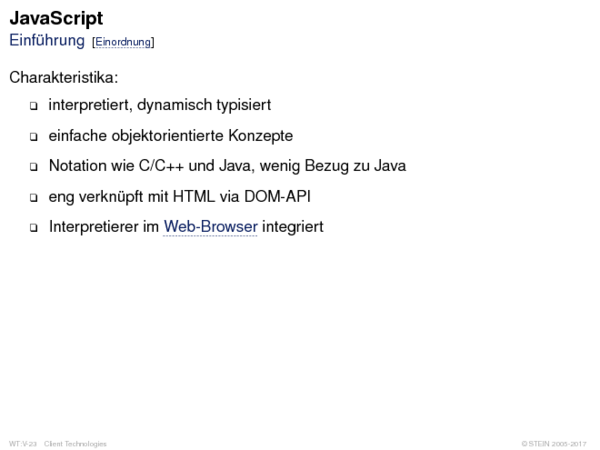 JavaScript
Einführung [Einordnung]
Charakteristika:
❑ interpretiert, dynamisch typisiert
❑ einfache objektorientierte Konzepte
❑ Notation wie C/C++ und Java, wenig Bezug zu Java
❑ eng verknüpft mit HTML via DOM-API
❑ Interpretierer im Web-Browser integriert
WT:V-23 Client Technologies © STEIN 2005-2017